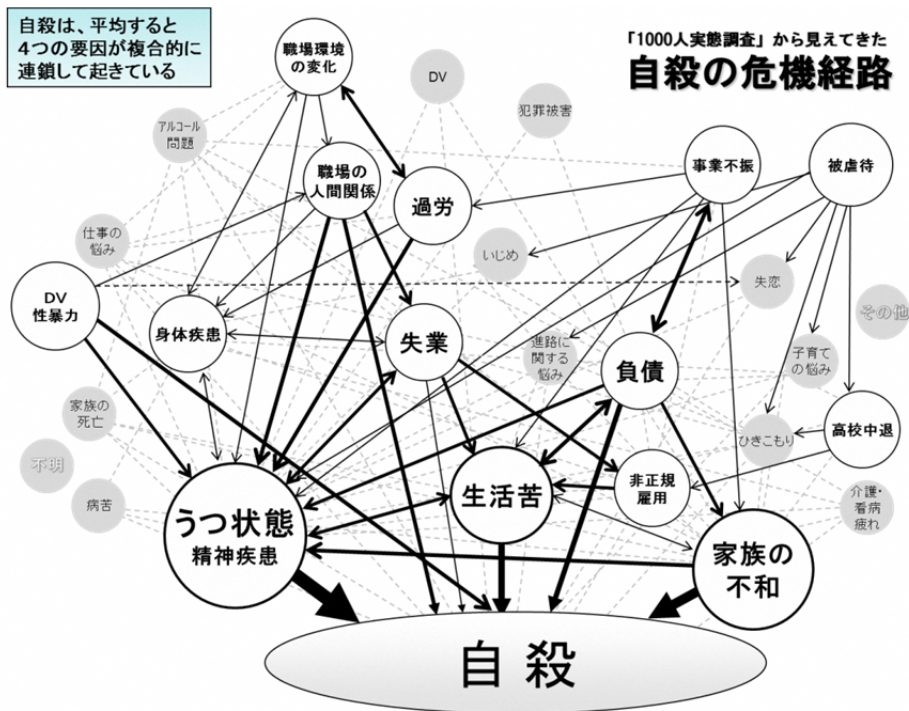 自殺は、平均すると
4つの要因が複合的に
連鎖して起きている
「1000人実態調査」から見えてきた
自殺の危機経路
職場環境
の変化
DV
犯罪被害
アルコール
問題
職場の
人間関係
過労
事業不振
被虐待
仕事の
悩み
いじめ
失恋
DV
性暴力
身体疾患
失業
進路に
関する
悩み
負債
子育て
の悩み
その他
家族の
死亡
ひきこもり
高校中退
不明
病苦
うつ状態
精神疾患
生活苦
非正規
雇用
介護・
看病
疲れ
家族の
不和
自殺